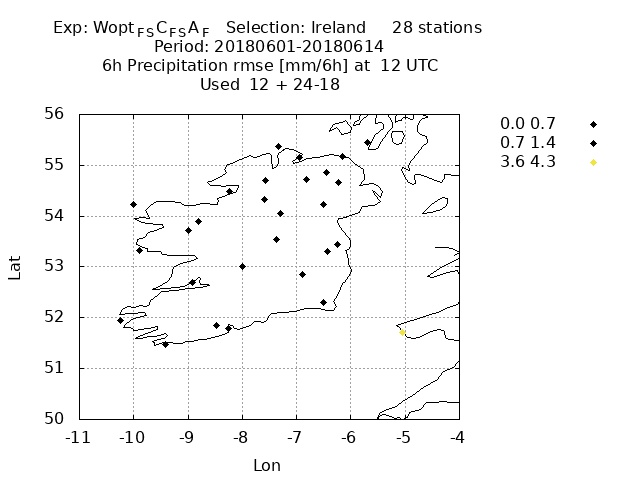 Exp: Wopt FS C FS A F Selection: Ireland 28 stations
Period: 20180601-20180614
6h Precipitation rmse [mm/6h] at 12 UTC
Used 12 + 24-18
0.0 0.7
0.7 1.4
3.6 4.3
56
55
54
53
52
51
50
Lat
-11 -10 -9 -8 -7 -6 -5 -4
Lon